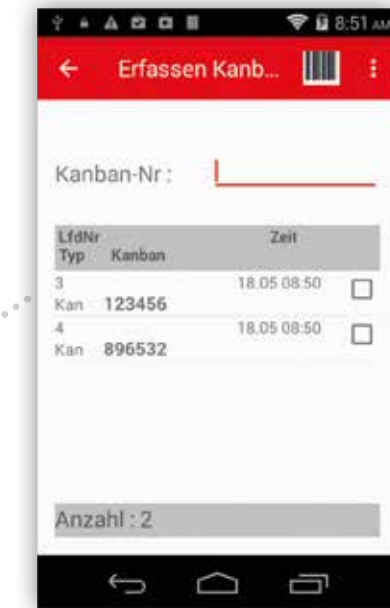 8:51 AM
Erfassen Kanb...
Kanban-Nr :
LfdNr Zeit
Typ Kanban
3 18.05 08:50
Kan 123456
4 18.05 08:50
Kan 896532
Anzahl : 2